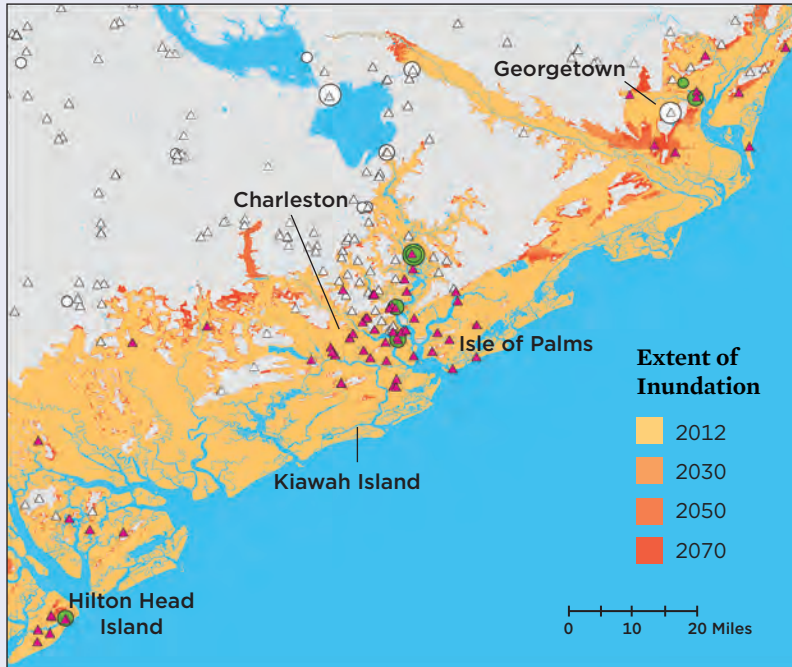 Georgetown
Charleston
Isle of Palms
Kiawah Island
Hilton Head
Island
Extent of
Inundation
2012
2030
2050
2070
0 10 20 Miles